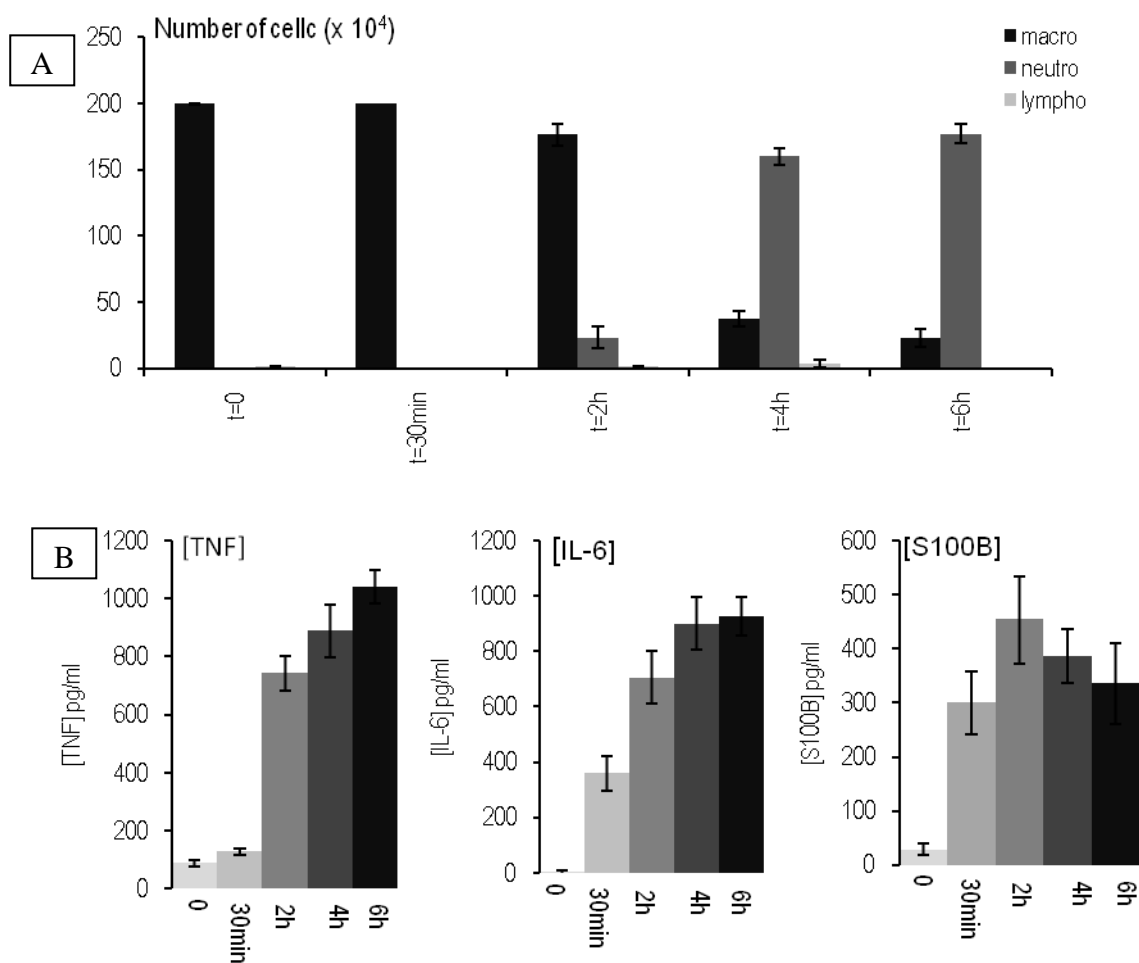 A
Number of cellc (x 10⁴)
macro
neutro
lympho
250
200
150
100
50
0
t=0
t=30min
t=2h
t=4h
t=6h
B
[TNF]
[TNF] pg/ml
1200
1000
800
600
400
200
0
0
30min
2h
4h
6h
[IL-6]
[IL-6] pg/ml
1200
1000
800
600
400
200
0
0
30min
2h
4h
6h
[S100B]
[S100B] pg/ml
600
500
400
300
200
100
0
0
30min
2h
4h
6h